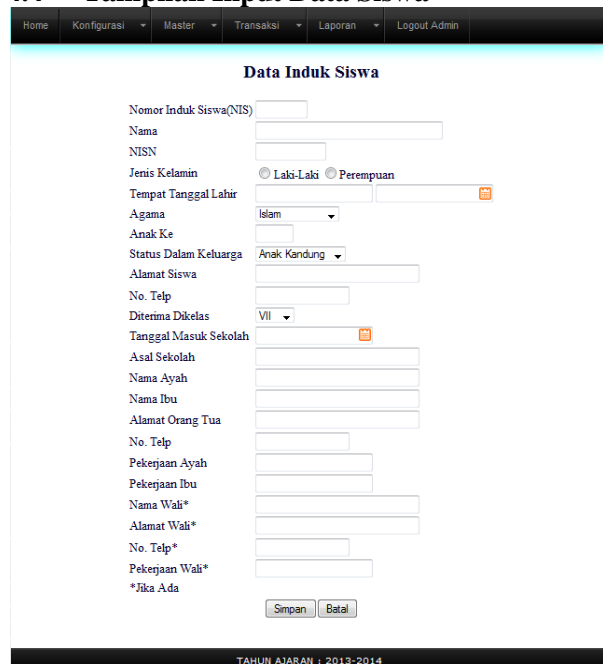 Home Konfigurasi Master Transaksi Laporan Logout Admin
Data Induk Siswa
Nomor Induk Siswa(NIS)
Nama
NISN
Jenis Kelamin Laki-Laki Perempuan
Tempat Tanggal Lahir
Agama Islam
Anak Ke
Status Dalam Keluarga Anak Kandung
Alamat Siswa
No. Telp
Diterima Dikelas VII
Tanggal Masuk Sekolah
Asal Sekolah
Nama Ayah
Nama Ibu
Alamat Orang Tua
No. Telp
Pekerjaan Ayah
Pekerjaan Ibu
Nama Wali*
Alamat Wali*
No. Telp*
Pekerjaan Wali*
*Jika Ada
Simpan Batal
TAHUN AJARAN : 2013-2014